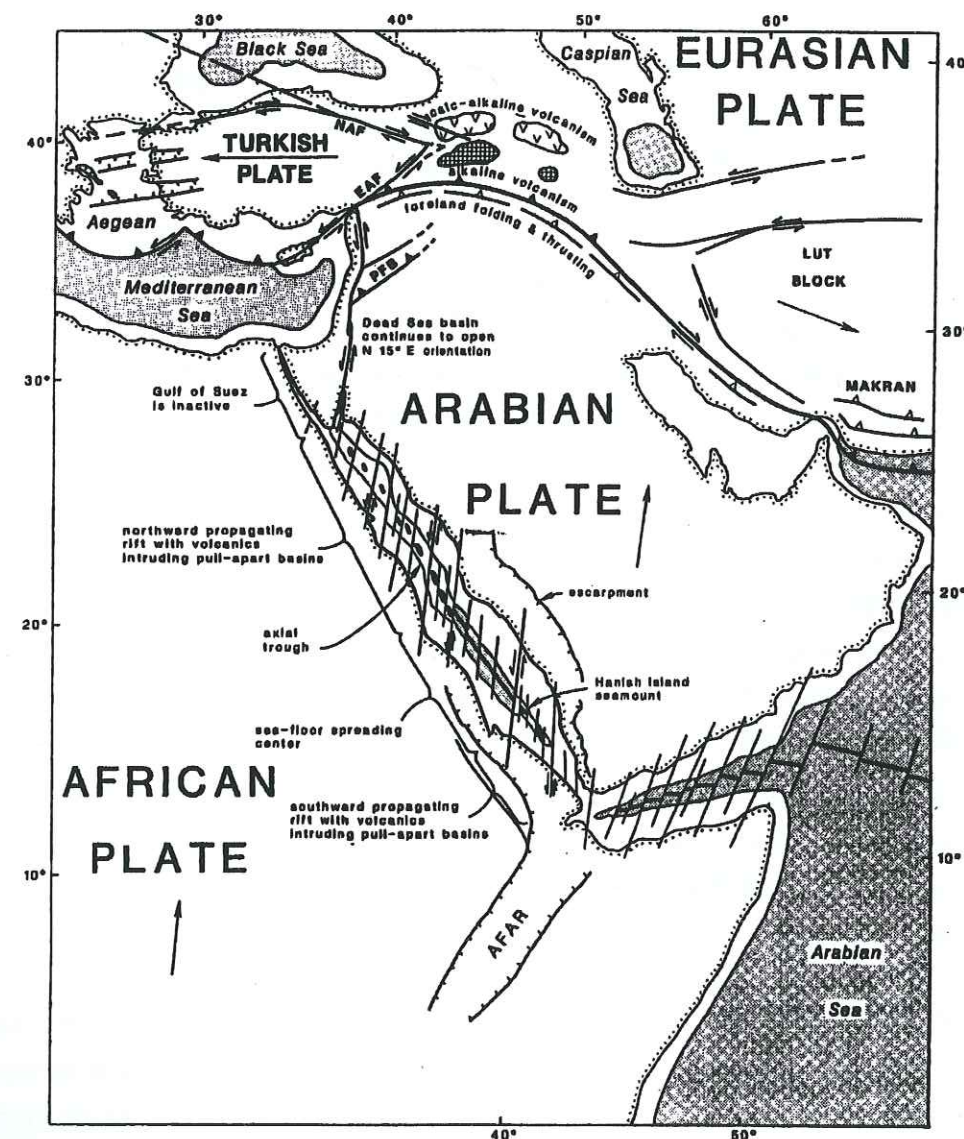 30°
40°
50°
60°
Black Sea
Caspian
Sea
EURASIAN
PLATE
40°
calc-alkaline volcanism
NAF
40°
TURKISH
PLATE
alkaline volcanism
EAF
foreland folding & thrusting
Aegean
LUT
BLOCK
PFB
Mediterranean
Sea
Dead Sea basin
continues to open
N 15° E orientation
30°
30°
Gulf of Suez
is inactive
MAKRAN
ARABIAN
PLATE
northward propagating
rift with volcanics
intruding pull-apart basins
escarpment
20°
20°
axial
trough
Hanish Island
seamount
sea-floor spreading
center
AFRICAN
PLATE
southward propagating
rift with volcanics
intruding pull-apart basins
10°
10°
AFAR
Arabian
Sea
40°
50°